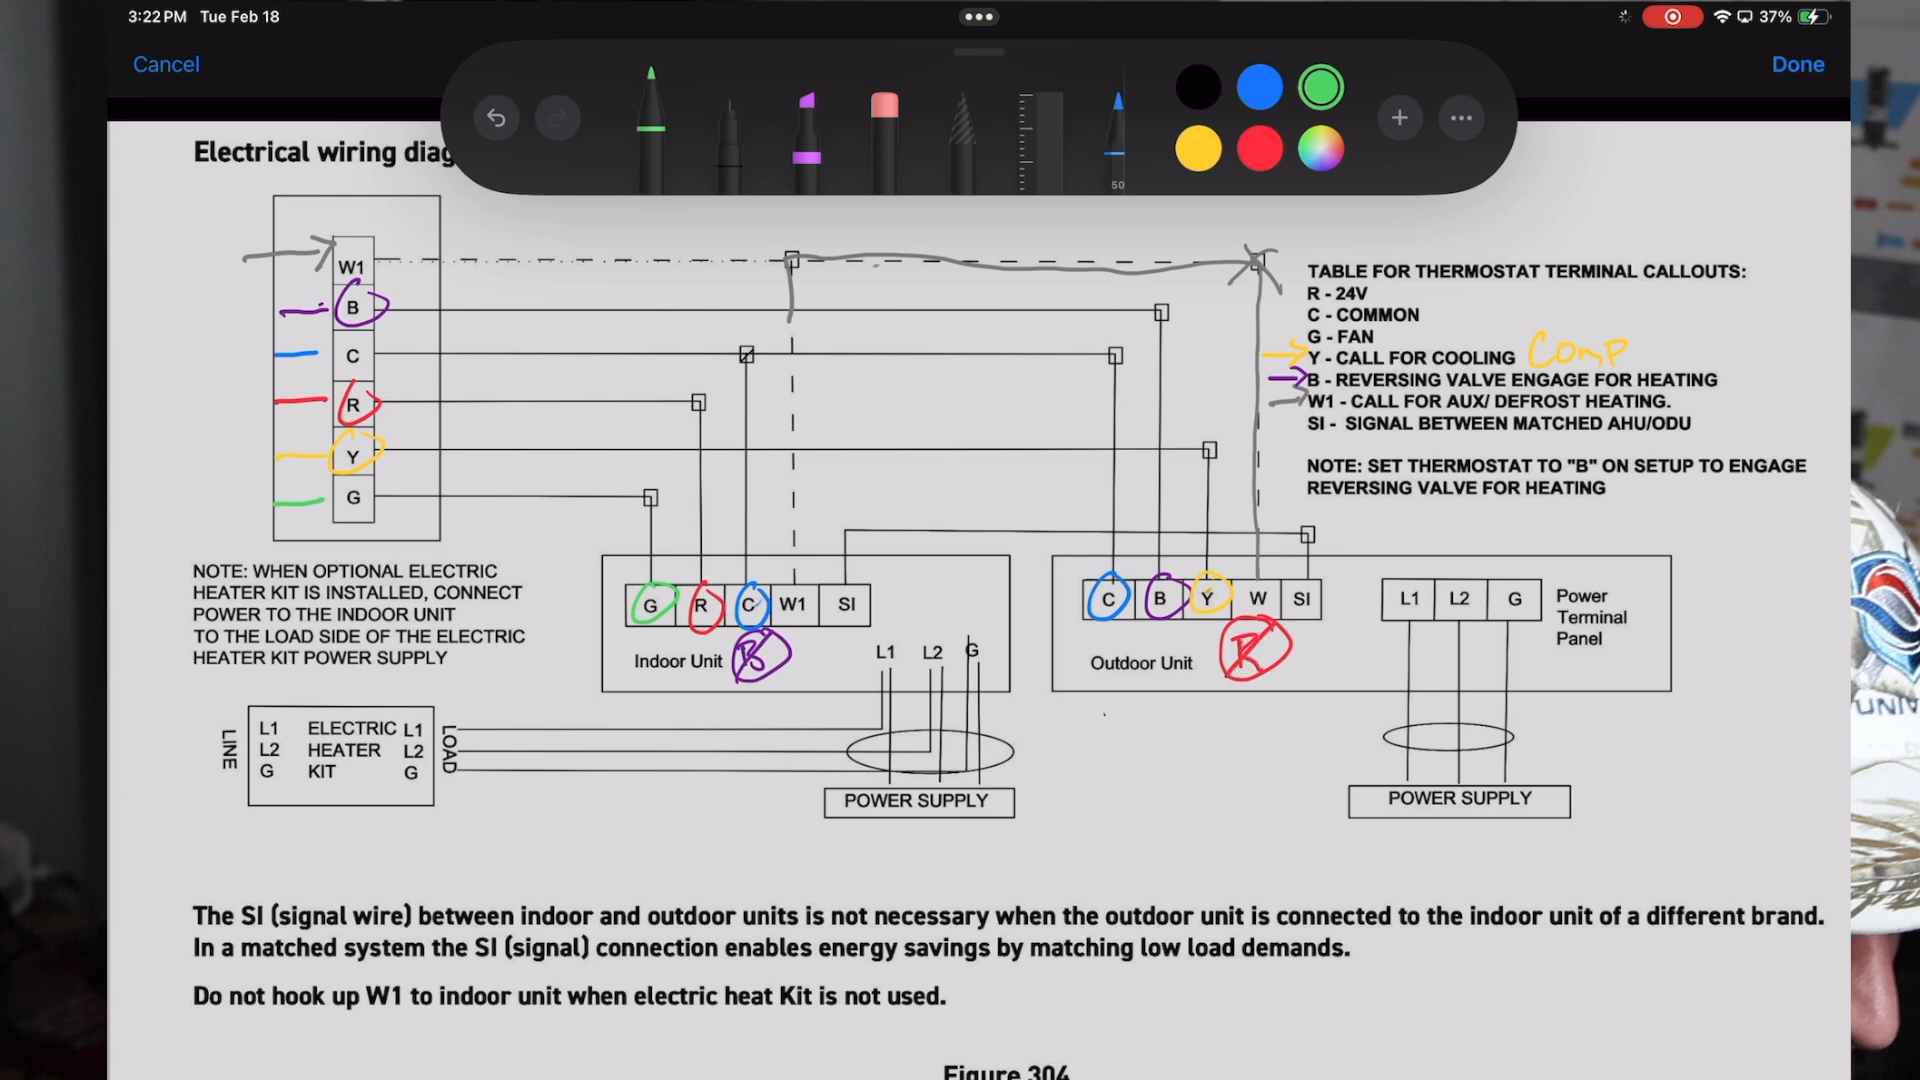 3:22 PM Tue Feb 18
37%
Cancel
Done
50
Electrical wiring diag
W1
B
C
R
Y
G
TABLE FOR THERMOSTAT TERMINAL CALLOUTS:
R - 24V
C - COMMON
G - FAN
Y - CALL FOR COOLING Comp
B - REVERSING VALVE ENGAGE FOR HEATING
W1 - CALL FOR AUX/ DEFROST HEATING.
SI - SIGNAL BETWEEN MATCHED AHU/ODU
NOTE: SET THERMOSTAT TO "B" ON SETUP TO ENGAGE
REVERSING VALVE FOR HEATING
NOTE: WHEN OPTIONAL ELECTRIC
HEATER KIT IS INSTALLED, CONNECT
POWER TO THE INDOOR UNIT
TO THE LOAD SIDE OF THE ELECTRIC
HEATER KIT POWER SUPPLY
G R C W1 SI
Indoor Unit B
L1 L2 G
C B Y W SI
Outdoor Unit R
L1 L2 G
Power
Terminal
Panel
LINE
L1 ELECTRIC L1
L2 HEATER L2
G KIT G
LOAD
POWER SUPPLY
POWER SUPPLY
The SI (signal wire) between indoor and outdoor units is not necessary when the outdoor unit is connected to the indoor unit of a different brand.
In a matched system the SI (signal) connection enables energy savings by matching low load demands.
Do not hook up W1 to indoor unit when electric heat Kit is not used.
Figure 304